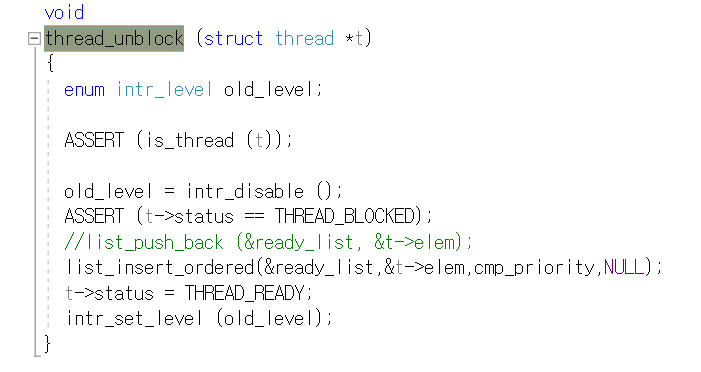 void
thread_unblock (struct thread *t)
{
enum intr_level old_level;
ASSERT (is_thread (t));
old_level = intr_disable ();
ASSERT (t->status == THREAD_BLOCKED);
//list_push_back (&ready_list, &t->elem);
list_insert_ordered(&ready_list,&t->elem,cmp_priority,NULL);
t->status = THREAD_READY;
intr_set_level (old_level);
}